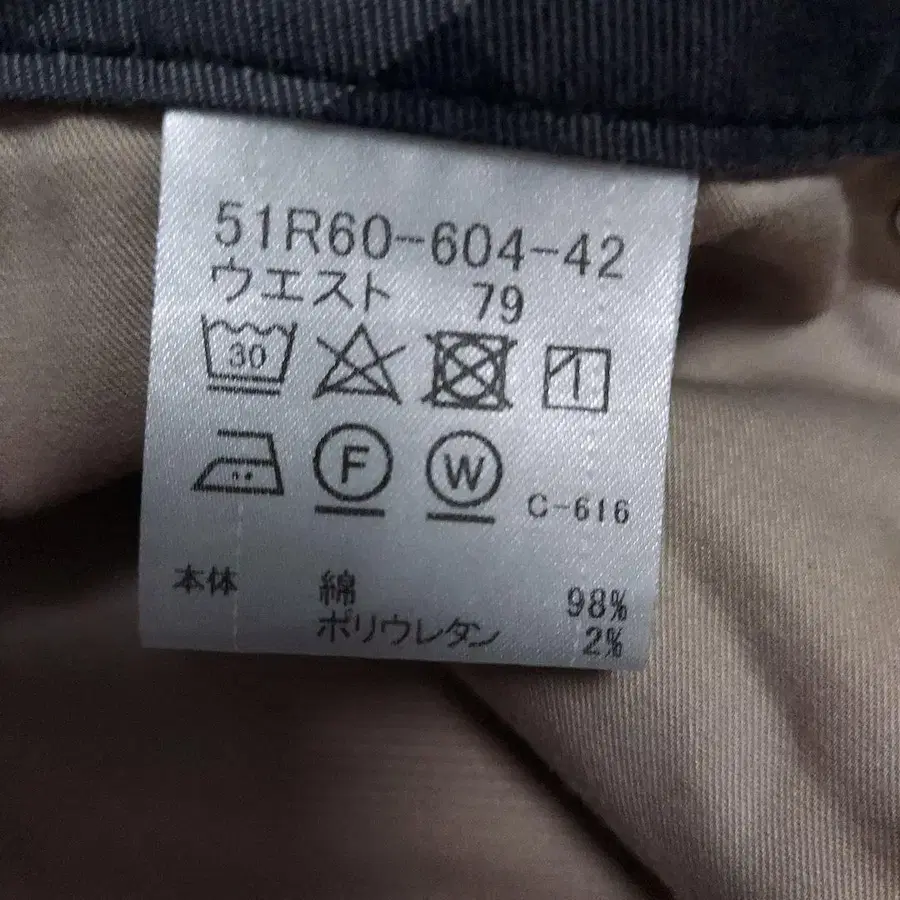 51R60-604-42
ウエスト 79
30
F W C-616
本体 綿 98%
ポリウレタン 2%